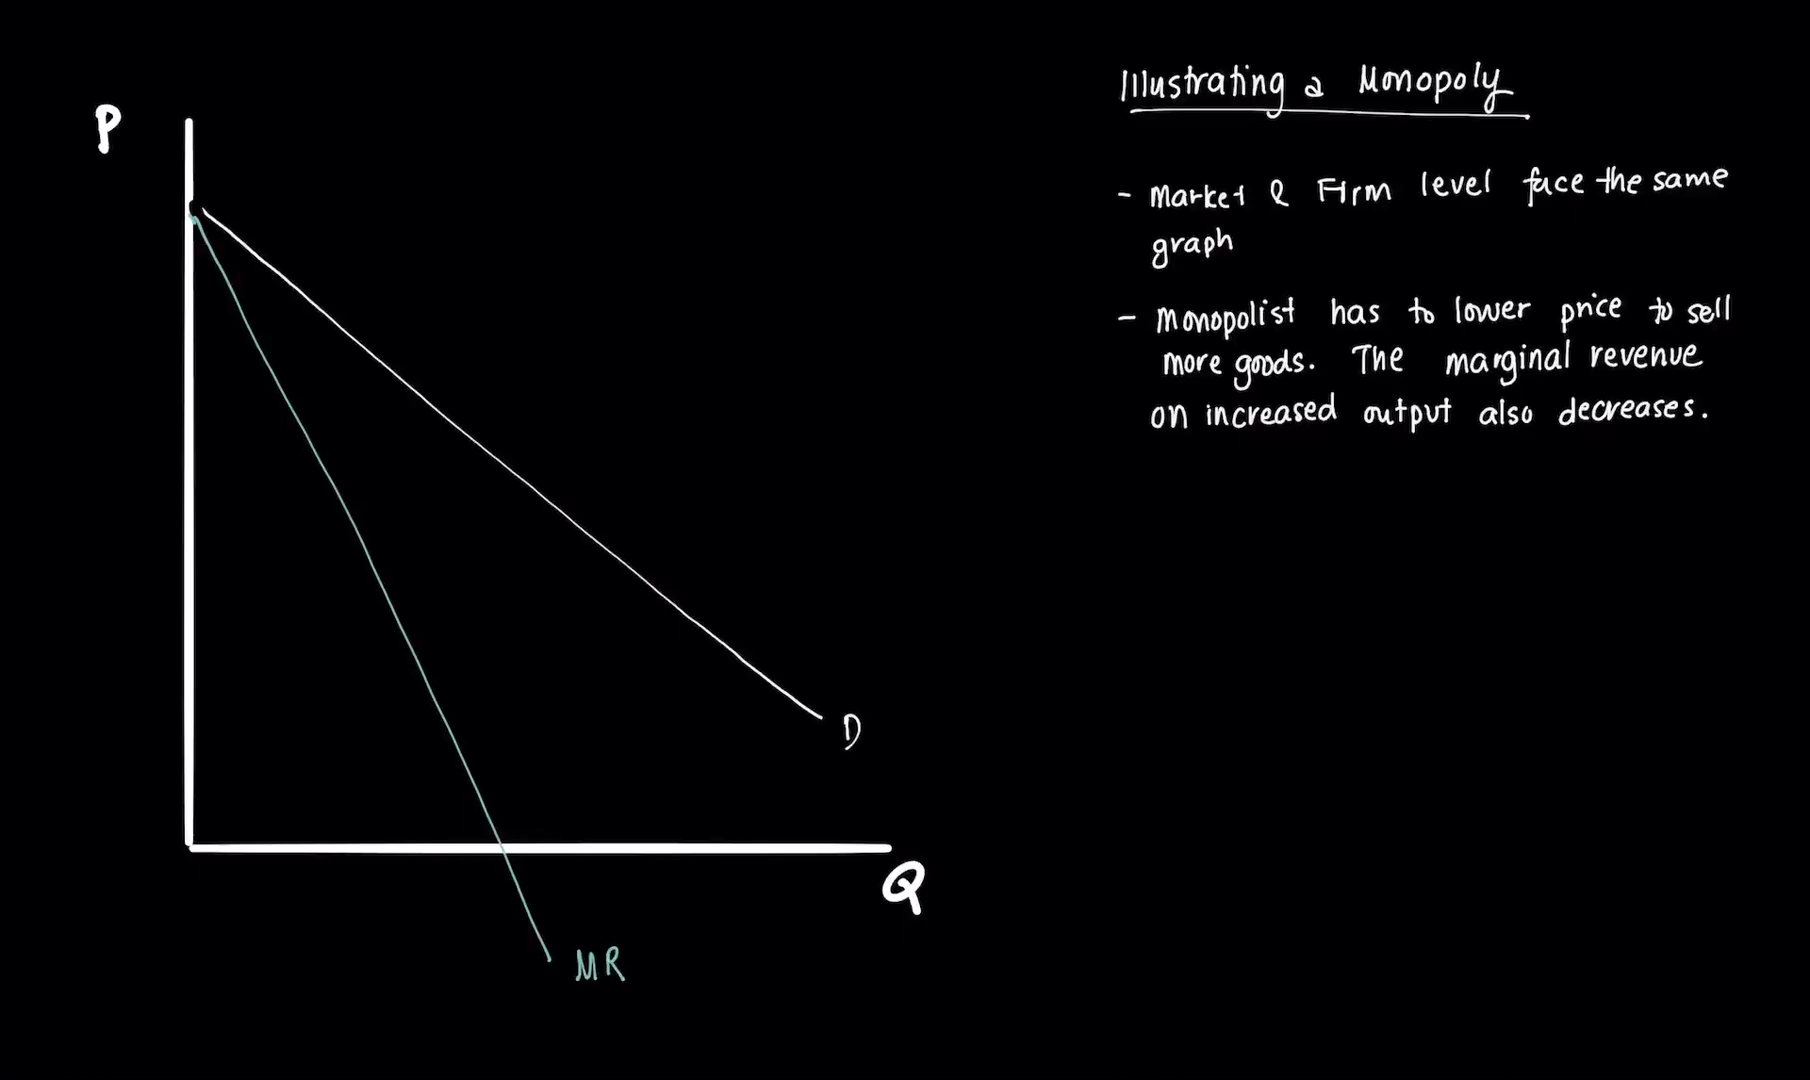 P
Illustrating a Monopoly
- Market & Firm level face the same
graph
- Monopolist has to lower price to sell
more goods. The marginal revenue
on increased output also decreases.
D
Q
MR